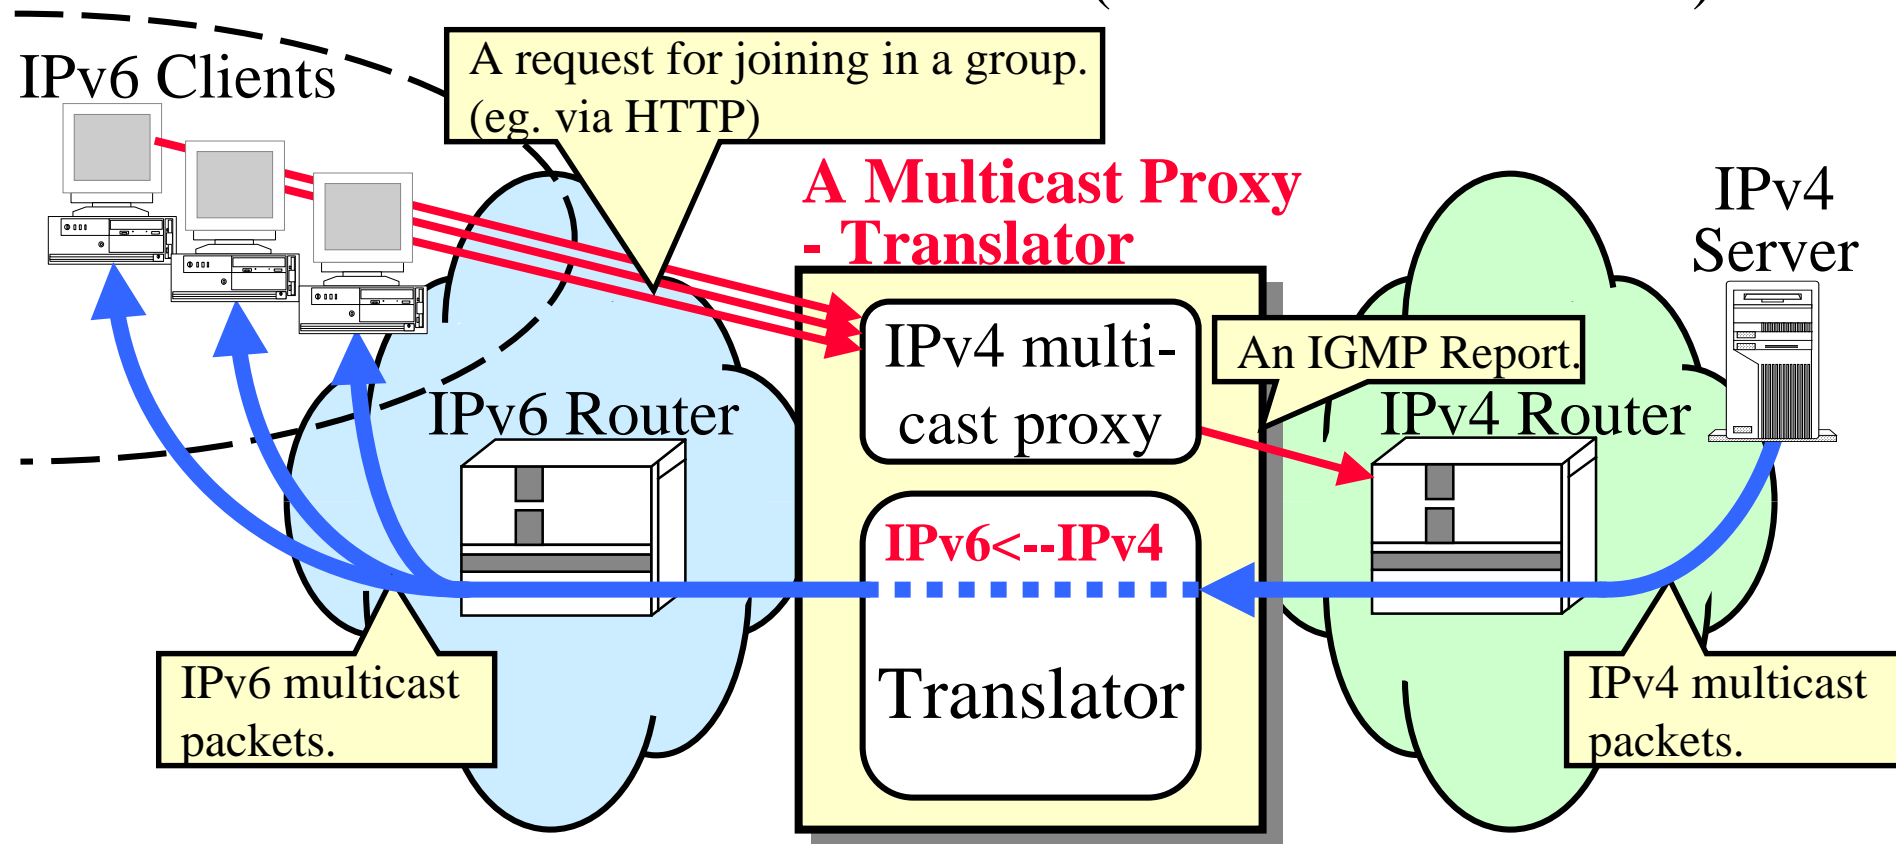 IPv6 Clients
A request for joining in a group.
(eg. via HTTP)
A Multicast Proxy
- Translator
IPv4
Server
IPv4 multi-
cast proxy
An IGMP Report.
IPv6 Router
IPv4 Router
IPv6<--IPv4
Translator
IPv6 multicast
packets.
IPv4 multicast
packets.